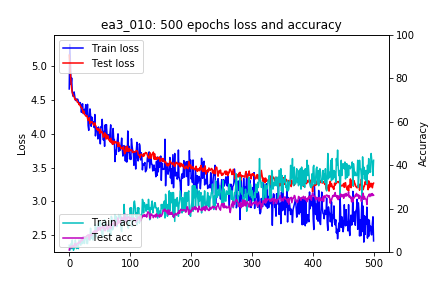 ea3_010: 500 epochs loss and accuracy
Train loss
Test loss
Train acc
Test acc
Loss
5.0
4.5
4.0
3.5
3.0
2.5
Accuracy
100
80
60
40
20
0
0 100 200 300 400 500